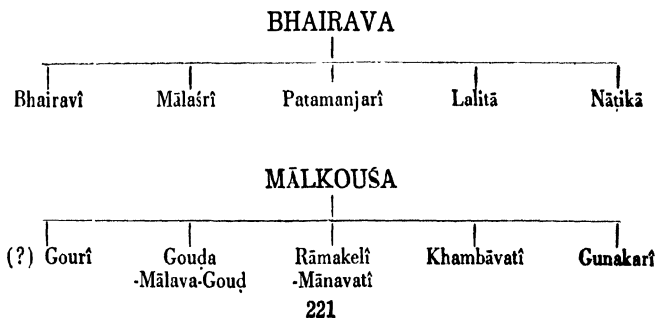 BHAIRAVA
Bhairavî Mālaśrî Patamanjarî Lalitā Nāṭikā
MĀLKOUŚA
(?) Gourî Gouḍa Rāmakelî Khambāvatî Gunakarî
-Mālava-Gouḍ -Mānavatî
221